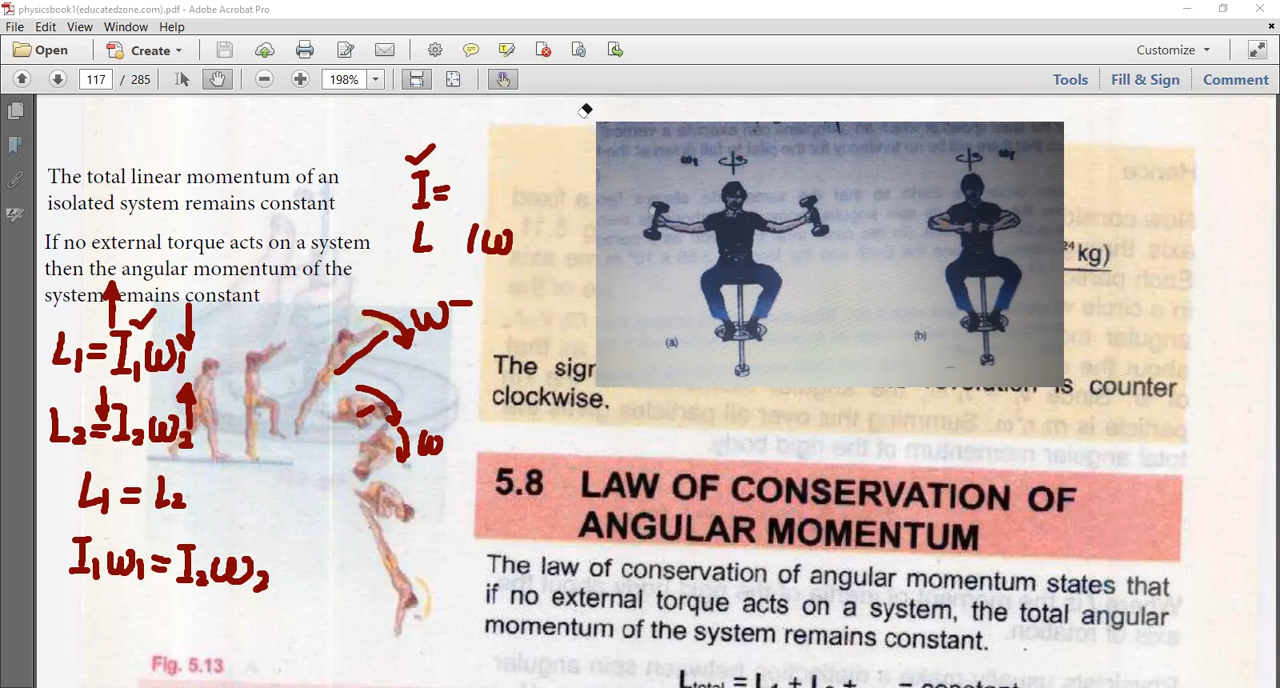 physicsbook1(educatedzone.com).pdf - Adobe Acrobat Pro
File Edit View Window Help
Open Create Customize
117 / 285 198% Tools Fill & Sign Comment
The total linear momentum of an
isolated system remains constant
If no external torque acts on a system
then the angular momentum of the
system remains constant
I =
L Iω
L₁ = I₁ω₁
L₂ = I₂ω₂
L₁ = L₂
I₁ω₁ = I₂ω₂
ω
ω
Fig. 5.13
(a)
(b)
24 kg)
The sign
revolution is counter
clockwise.
5.8 LAW OF CONSERVATION OF
ANGULAR MOMENTUM
The law of conservation of angular momentum states that
if no external torque acts on a system, the total angular
momentum of the system remains constant.